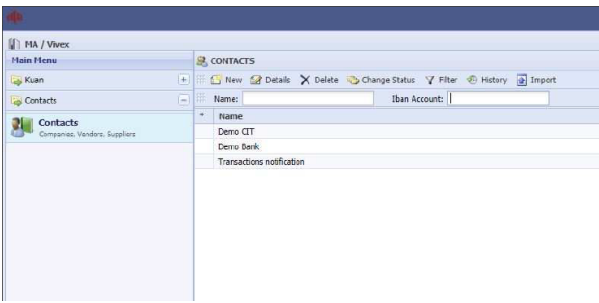 MA / Vivex
Main Menu
Kuan
Contacts
Contacts
Companies, Vendors, Suppliers
CONTACTS
New Details Delete Change Status Filter History Import
Name: Iban Account:
* Name
Demo CIT
Demo Bank
Transactions notification